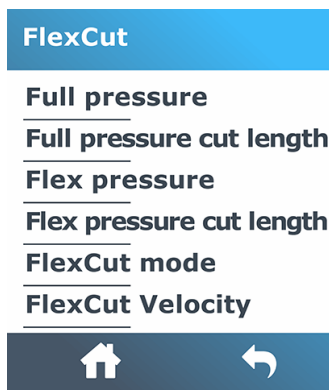 FlexCut
Full pressure
Full pressure cut length
Flex pressure
Flex pressure cut length
FlexCut mode
FlexCut Velocity